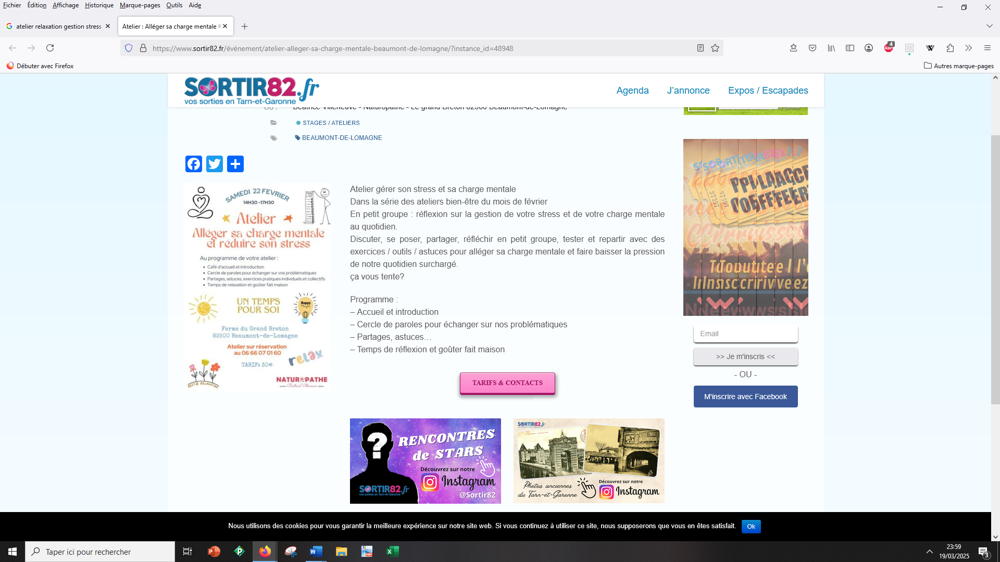 Fichier Édition Affichage Historique Marque-pages Outils Aide
atelier relaxation gestion stress
Atelier : Alléger sa charge mentale #
https://www.sortir82.fr/évènement/atelier-alleger-sa-charge-mentale-beaumont-de-lomagne/?instance_id=48948
4
ABP
Débuter avec Firefox
Autres marque-pages
SORTIR82.fr
vos sorties en Tarn-et-Garonne
Agenda J'annonce Expos / Escapades
Béatrice Villeneuve - Naturopathe - Le grand Breton 82500 Beaumont-de-Lomagne
STAGES / ATELIERS
BEAUMONT-DE-LOMAGNE
SAMEDI 22 FEVRIER
14H30 -17H30
TODO LIST
Atelier
Alléger sa charge mentale
et réduire son stress
Au programme de votre atelier :
• Café d'accueil et introduction
• Cercle de paroles pour échanger sur vos problématiques
• Partages, astuces, exercices pratiques individuels et collectifs
• Temps de relaxation et goûter fait maison
UN TEMPS
POUR SOI
Happy
Thoughts
Ferme du Grand Breton
82500 Beaumont-de-Lomagne
Atelier sur réservation
au 06 66 07 01 60
relax
TARIF: 30€
REST & RELAXATION
NATUROPATHE
Atelier gérer son stress et sa charge mentale
Dans la série des ateliers bien-être du mois de février
En petit groupe : réflexion sur la gestion de votre stress et de votre charge mentale
au quotidien.
Discuter, se poser, partager, réfléchir en petit groupe, tester et repartir avec des
exercices / outils / astuces pour alléger sa charge mentale et faire baisser la pression
de notre quotidien surchargé.
ça vous tente?
Programme :
– Accueil et introduction
– Cercle de paroles pour échanger sur nos problématiques
– Partages, astuces…
– Temps de réflexion et goûter fait maison
TARIFS & CONTACTS
RENCONTRES
de STARS
Découvrez sur notre
Instagram
@Sortir82
SORTIR82.fr
vos sorties en Tarn-et-Garonne
SORTIR82.fr
Photos anciennes
du Tarn-et-Garonne
Découvrez sur notre
Instagram
Email
>> Je m'inscris <<
- OU -
M'inscrire avec Facebook
Nous utilisons des cookies pour vous garantir la meilleure expérience sur notre site web. Si vous continuez à utiliser ce site, nous supposerons que vous en êtes satisfait. Ok
Taper ici pour rechercher
23:59
19/03/2025
3